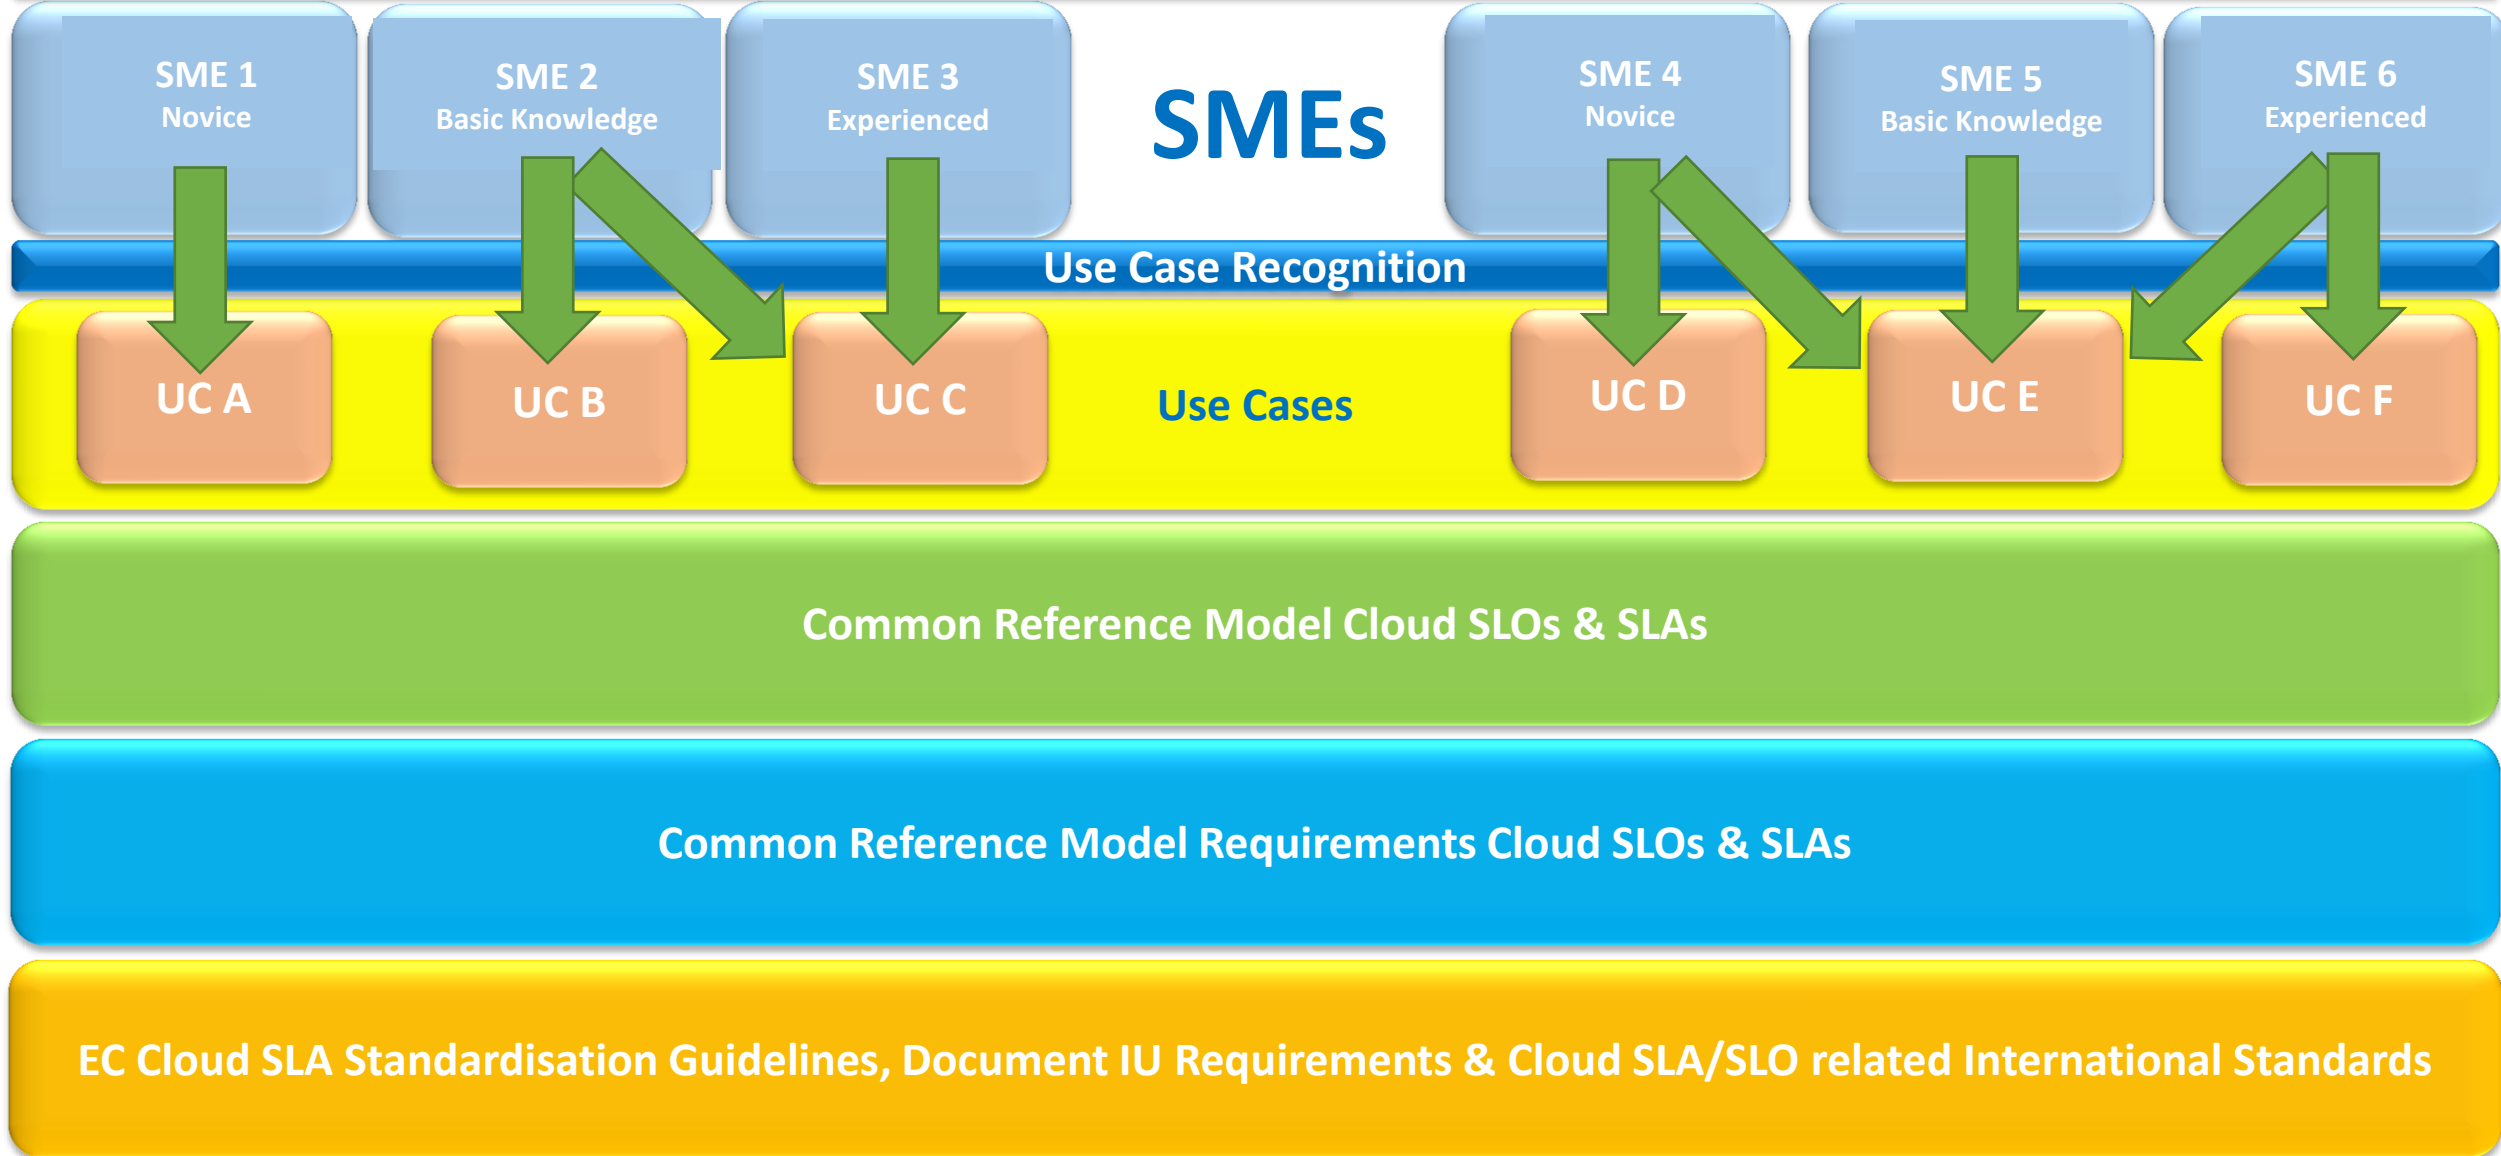 SME 1
Novice
SME 2
Basic Knowledge
SME 3
Experienced
SMEs
SME 4
Novice
SME 5
Basic Knowledge
SME 6
Experienced
Use Case Recognition
UC A
UC B
UC C
Use Cases
UC D
UC E
UC F
Common Reference Model Cloud SLOs & SLAs
Common Reference Model Requirements Cloud SLOs & SLAs
EC Cloud SLA Standardisation Guidelines, Document IU Requirements & Cloud SLA/SLO related International Standards